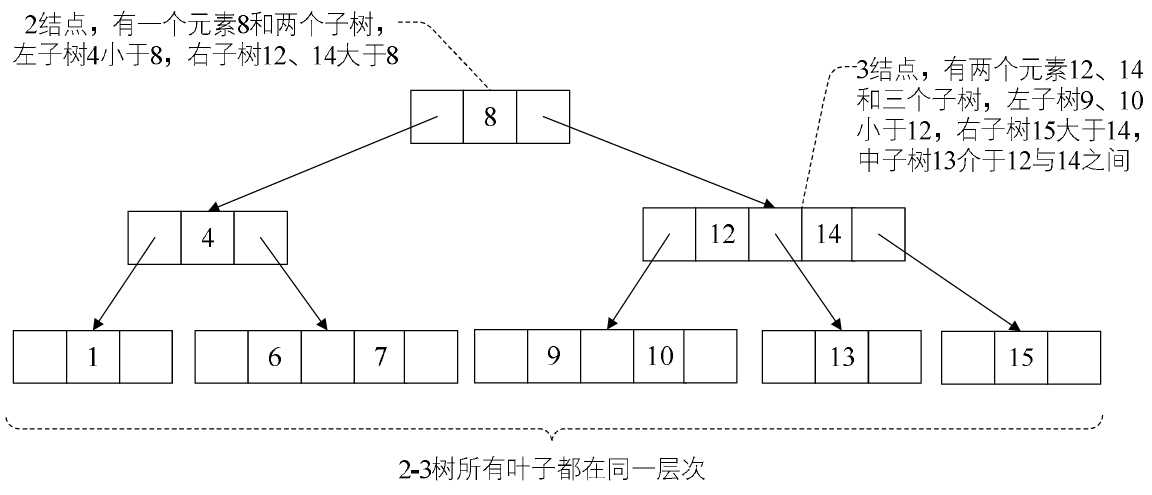 2结点，有一个元素8和两个子树，
左子树4小于8，右子树12、14大于8
3结点，有两个元素12、14
和三个子树，左子树9、10
小于12，右子树15大于14，
中子树13介于12与14之间
8
4
12 14
1
6 7
9 10
13
15
2-3树所有叶子都在同一层次